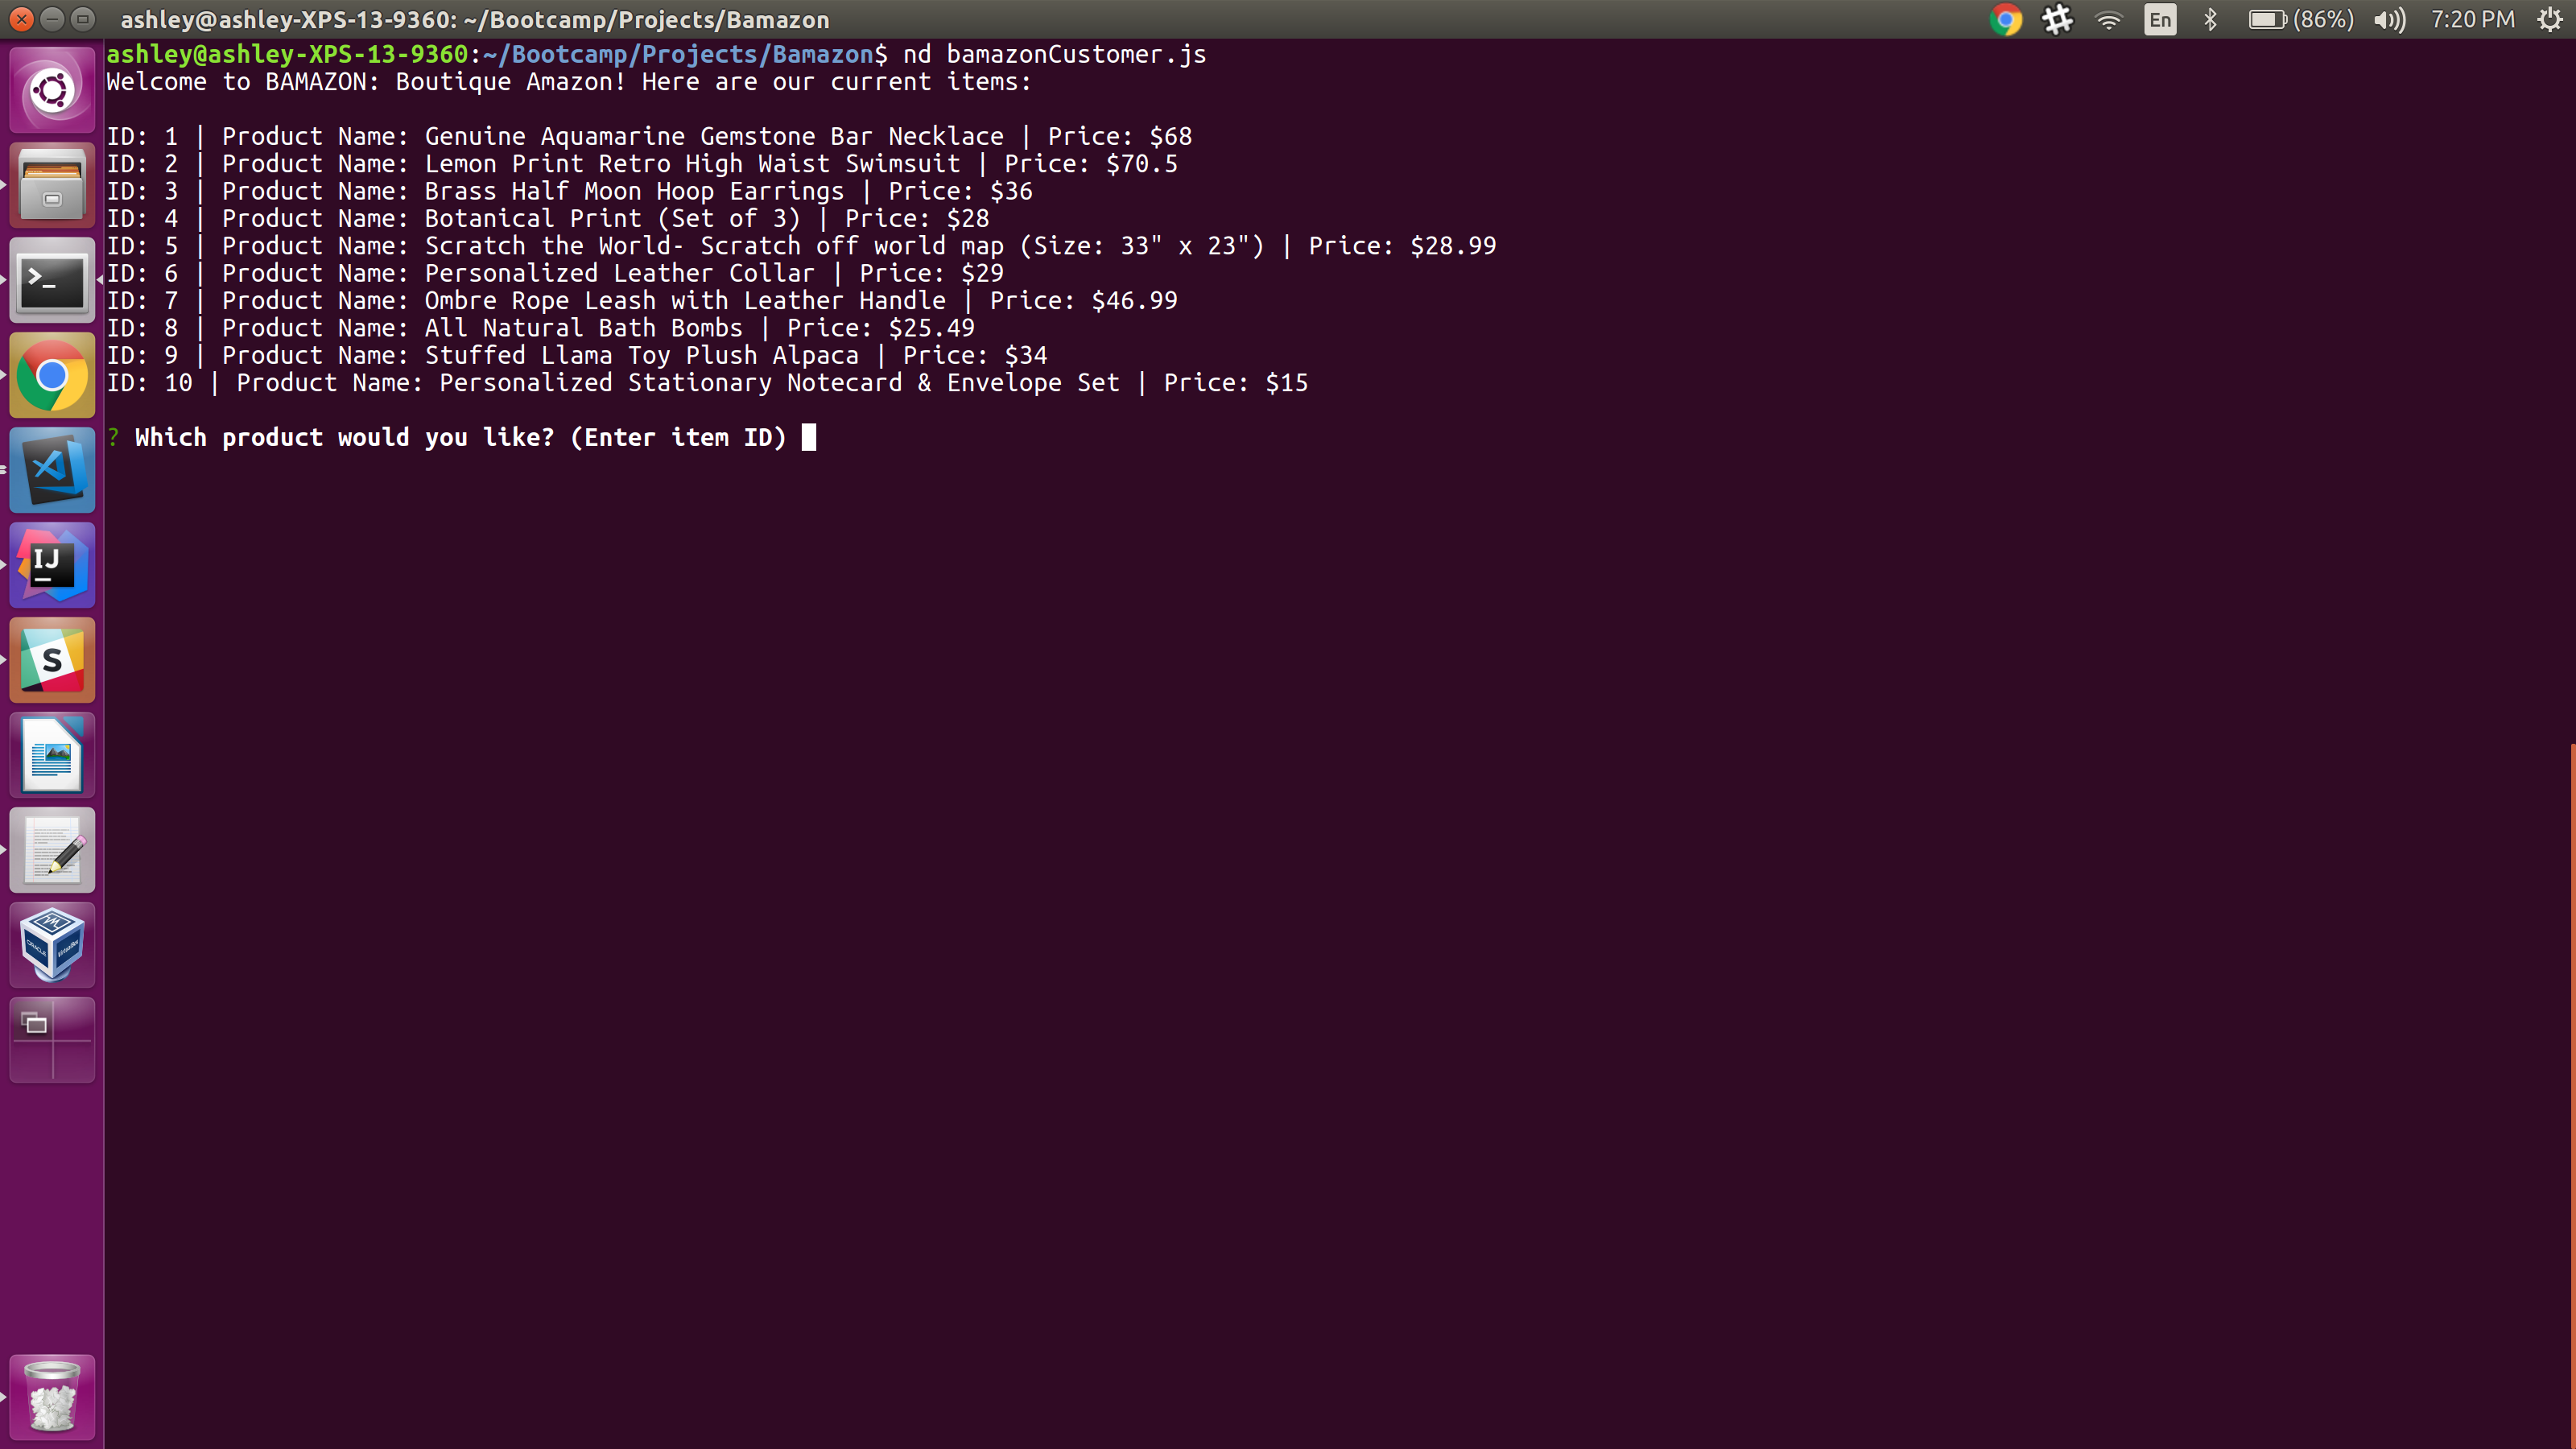 ashley@ashley-XPS-13-9360: ~/Bootcamp/Projects/Bamazon
En
(86%)
7:20 PM
ashley@ashley-XPS-13-9360:~/Bootcamp/Projects/Bamazon$ nd bamazonCustomer.js
Welcome to BAMAZON: Boutique Amazon! Here are our current items:
ID: 1 | Product Name: Genuine Aquamarine Gemstone Bar Necklace | Price: $68
ID: 2 | Product Name: Lemon Print Retro High Waist Swimsuit | Price: $70.5
ID: 3 | Product Name: Brass Half Moon Hoop Earrings | Price: $36
ID: 4 | Product Name: Botanical Print (Set of 3) | Price: $28
ID: 5 | Product Name: Scratch the World- Scratch off world map (Size: 33" x 23") | Price: $28.99
ID: 6 | Product Name: Personalized Leather Collar | Price: $29
ID: 7 | Product Name: Ombre Rope Leash with Leather Handle | Price: $46.99
ID: 8 | Product Name: All Natural Bath Bombs | Price: $25.49
ID: 9 | Product Name: Stuffed Llama Toy Plush Alpaca | Price: $34
ID: 10 | Product Name: Personalized Stationary Notecard & Envelope Set | Price: $15
? Which product would you like? (Enter item ID)
>_
IJ
S
ORACLE
VirtualBox